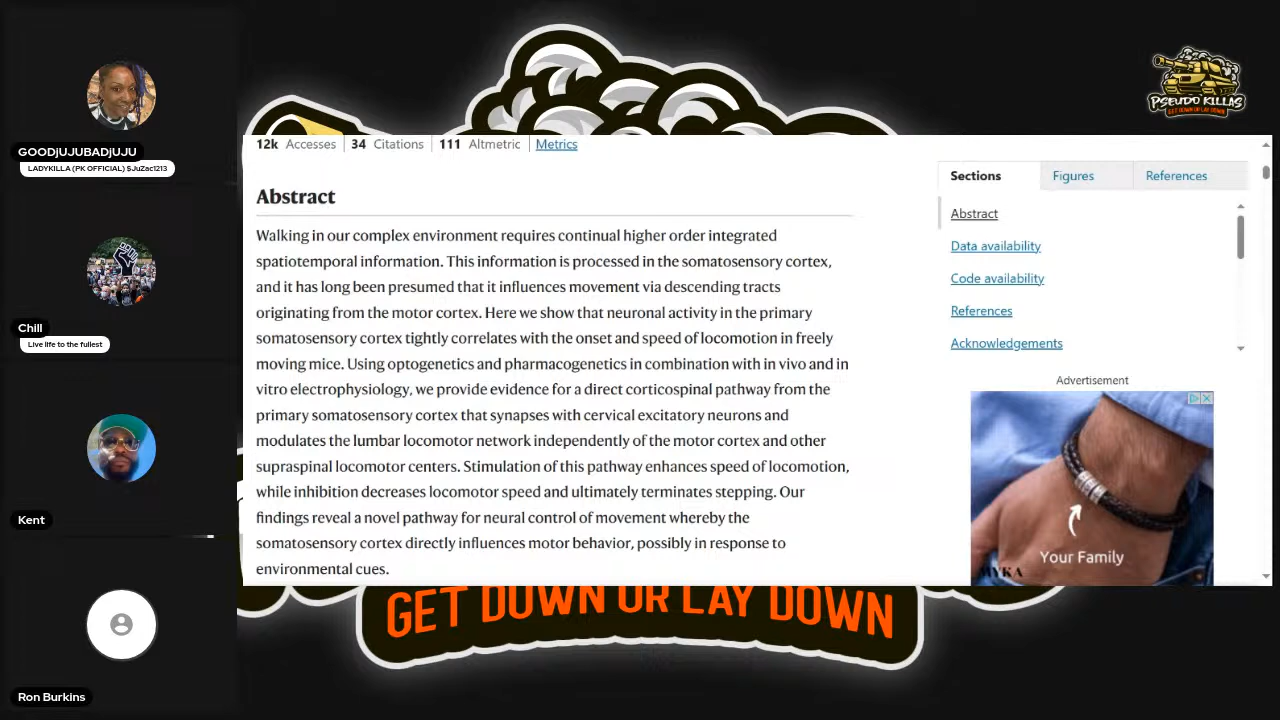 GOODjUJUBADjUJU
LADYKILLA (PK OFFICIAL) $JuZac1213
Chill
Live life to the fullest
Kent
Ron Burkins
PSEUDO KILLAS
GET DOWN OR LAY DOWN
12k Accesses 34 Citations 111 Altmetric Metrics
Abstract
Walking in our complex environment requires continual higher order integrated
spatiotemporal information. This information is processed in the somatosensory cortex,
and it has long been presumed that it influences movement via descending tracts
originating from the motor cortex. Here we show that neuronal activity in the primary
somatosensory cortex tightly correlates with the onset and speed of locomotion in freely
moving mice. Using optogenetics and pharmacogenetics in combination with in vivo and in
vitro electrophysiology, we provide evidence for a direct corticospinal pathway from the
primary somatosensory cortex that synapses with cervical excitatory neurons and
modulates the lumbar locomotor network independently of the motor cortex and other
supraspinal locomotor centers. Stimulation of this pathway enhances speed of locomotion,
while inhibition decreases locomotor speed and ultimately terminates stepping. Our
findings reveal a novel pathway for neural control of movement whereby the
somatosensory cortex directly influences motor behavior, possibly in response to
environmental cues.
Sections Figures References
Abstract
Data availability
Code availability
References
Acknowledgements
Advertisement
Your Family
MYKA
GET DOWN OR LAY DOWN